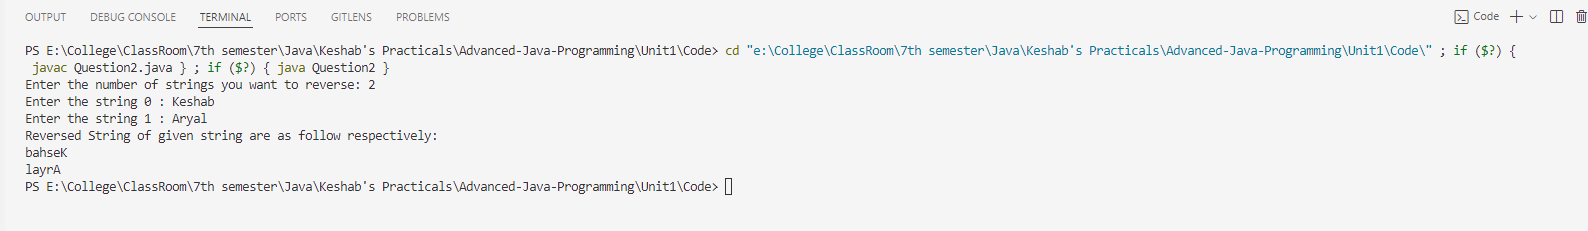 OUTPUT DEBUG CONSOLE TERMINAL PORTS GITLENS PROBLEMS Code
PS E:\College\ClassRoom\7th semester\Java\Keshab's Practicals\Advanced-Java-Programming\Unit1\Code> cd "e:\College\ClassRoom\7th semester\Java\Keshab's Practicals\Advanced-Java-Programming\Unit1\Code\" ; if ($?) {
javac Question2.java } ; if ($?) { java Question2 }
Enter the number of strings you want to reverse: 2
Enter the string 0 : Keshab
Enter the string 1 : Aryal
Reversed String of given string are as follow respectively:
bahseK
layrA
PS E:\College\ClassRoom\7th semester\Java\Keshab's Practicals\Advanced-Java-Programming\Unit1\Code>